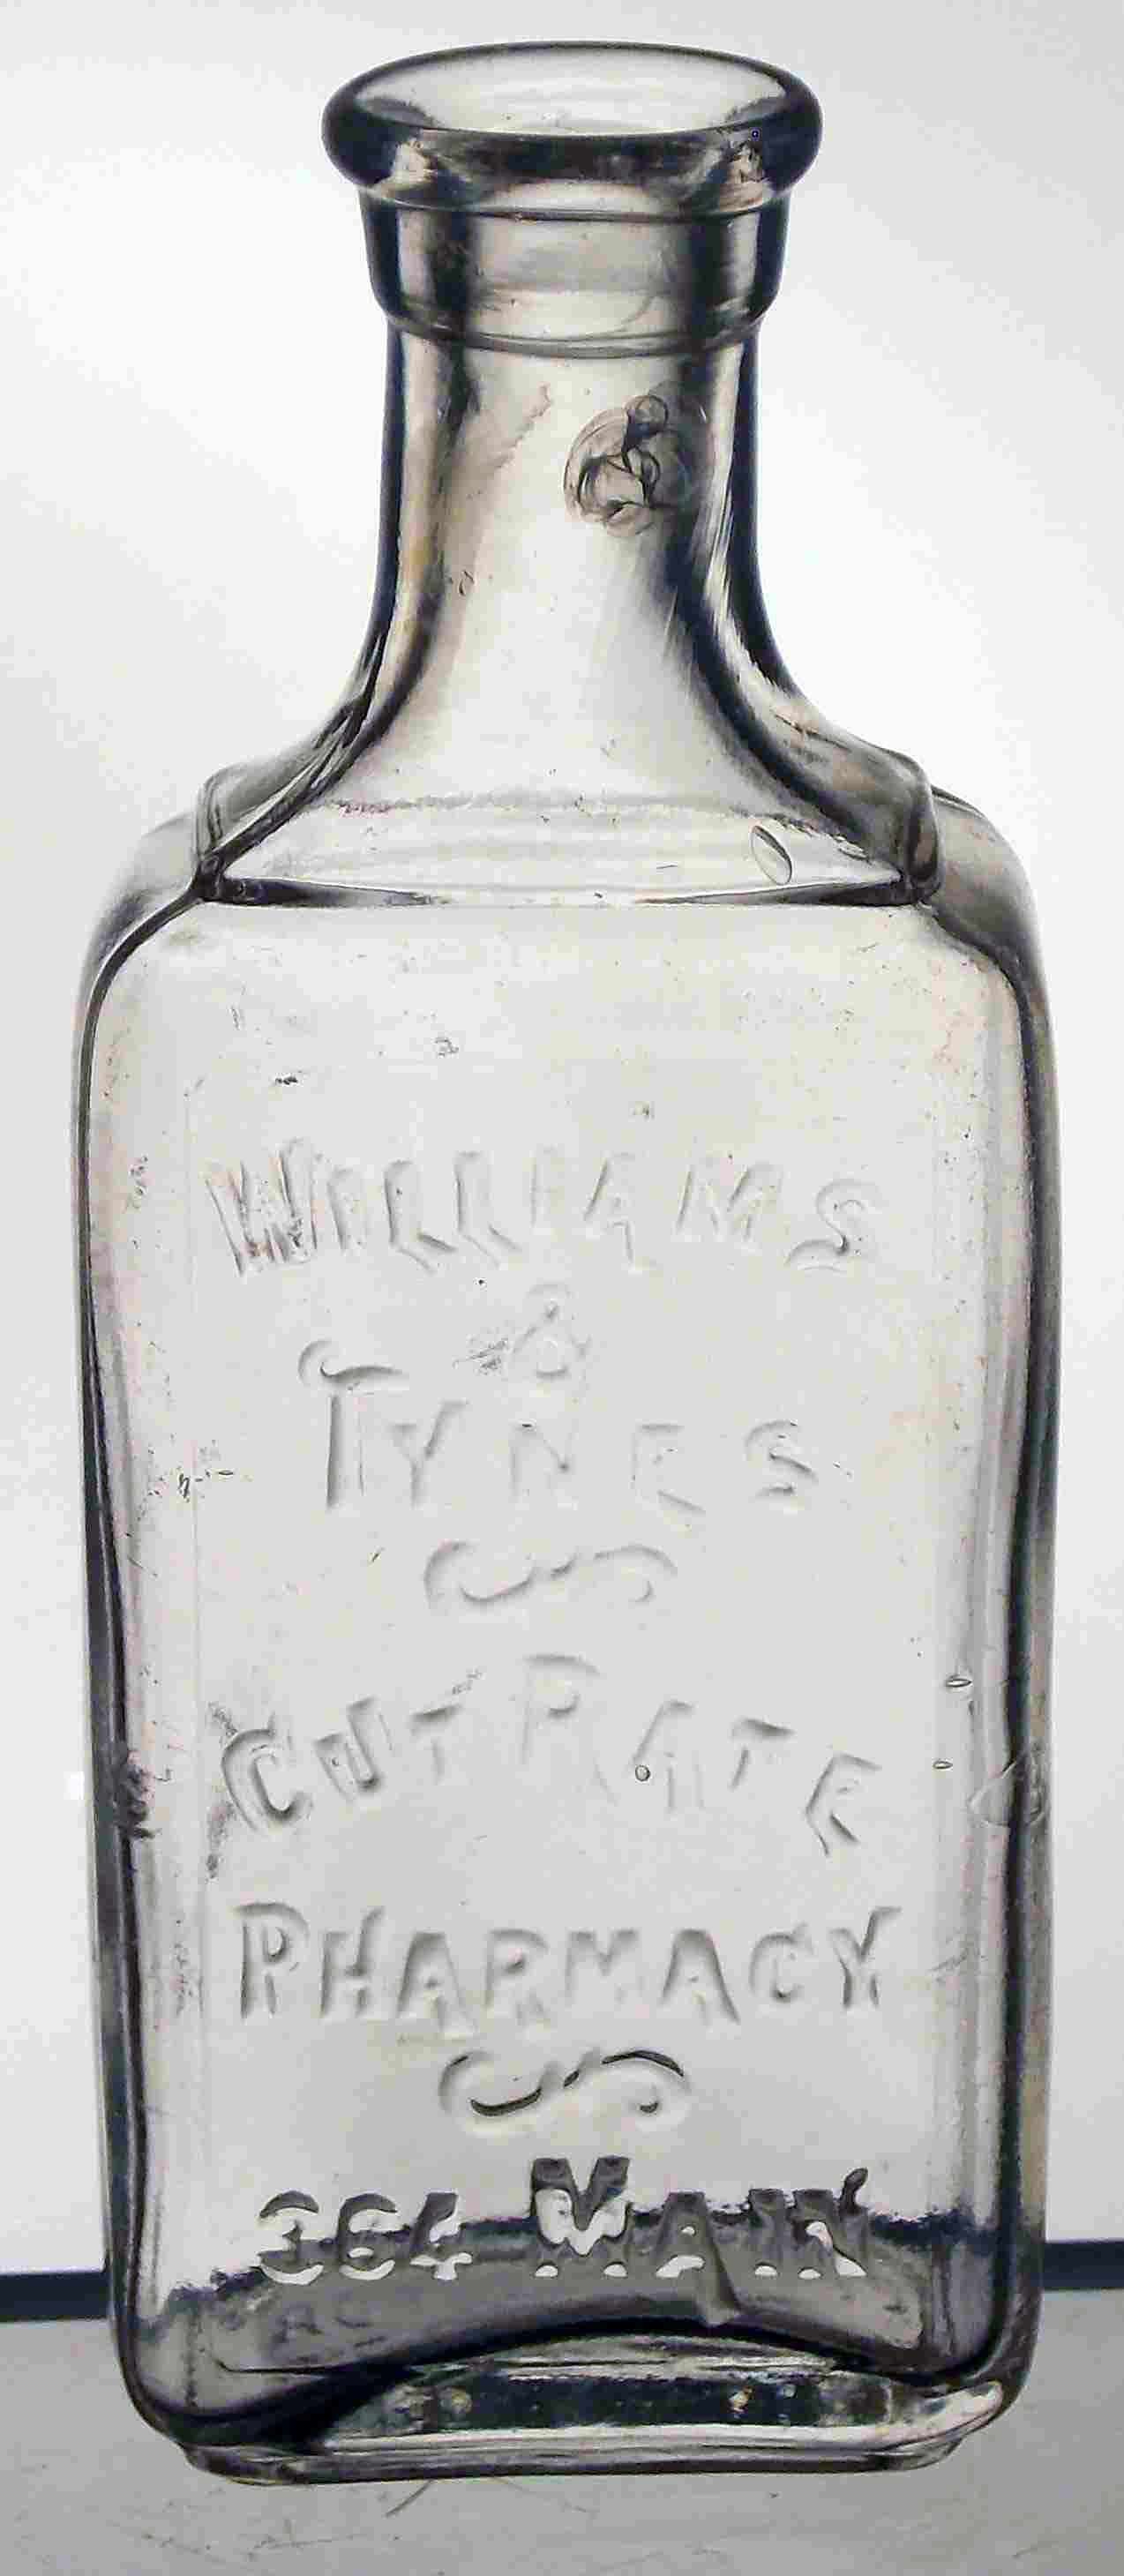 WILLIAMS
&
TYNES
CUT RATE
PHARMACY
364 MAIN